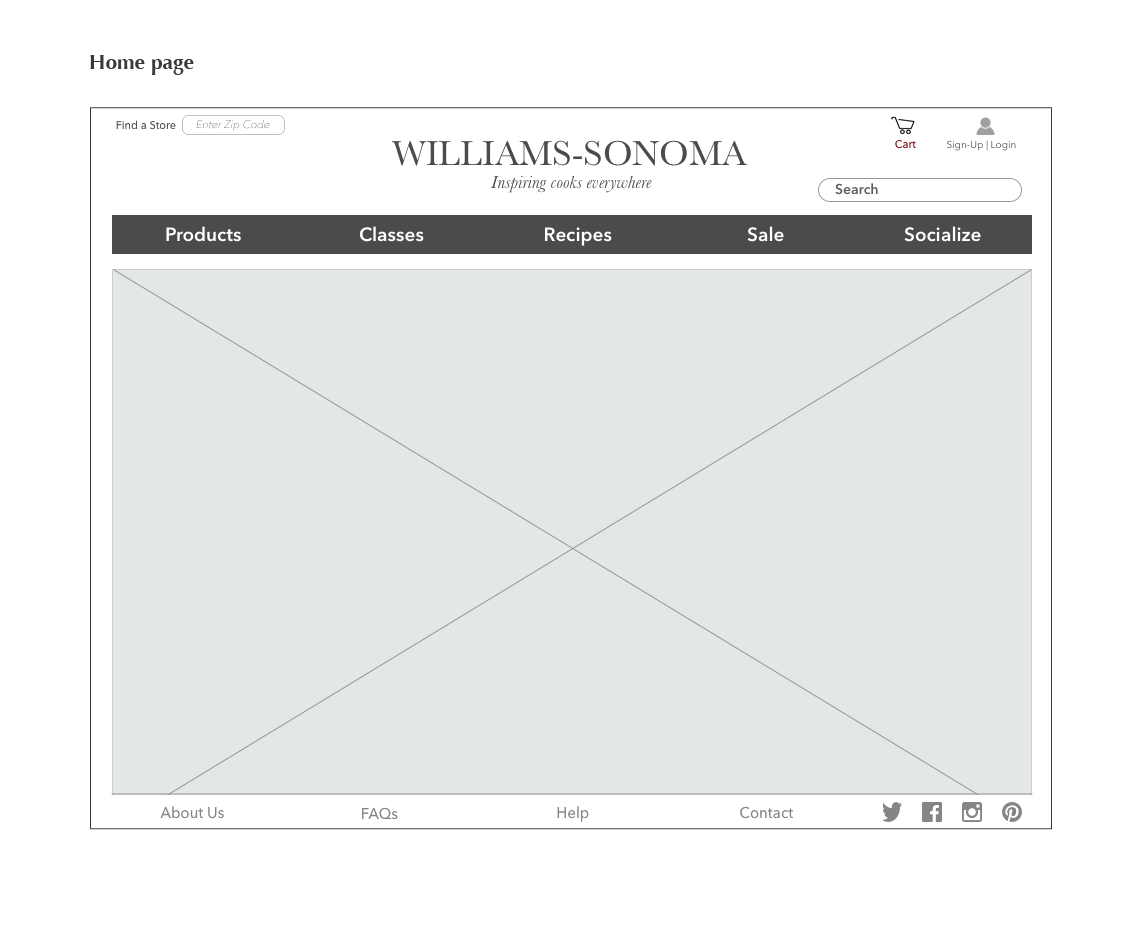 Home page
Find a Store
Enter Zip Code
Cart
Sign-Up | Login
WILLIAMS-SONOMA
Inspiring cooks everywhere
Search
Products Classes Recipes Sale Socialize
About Us FAQs Help Contact